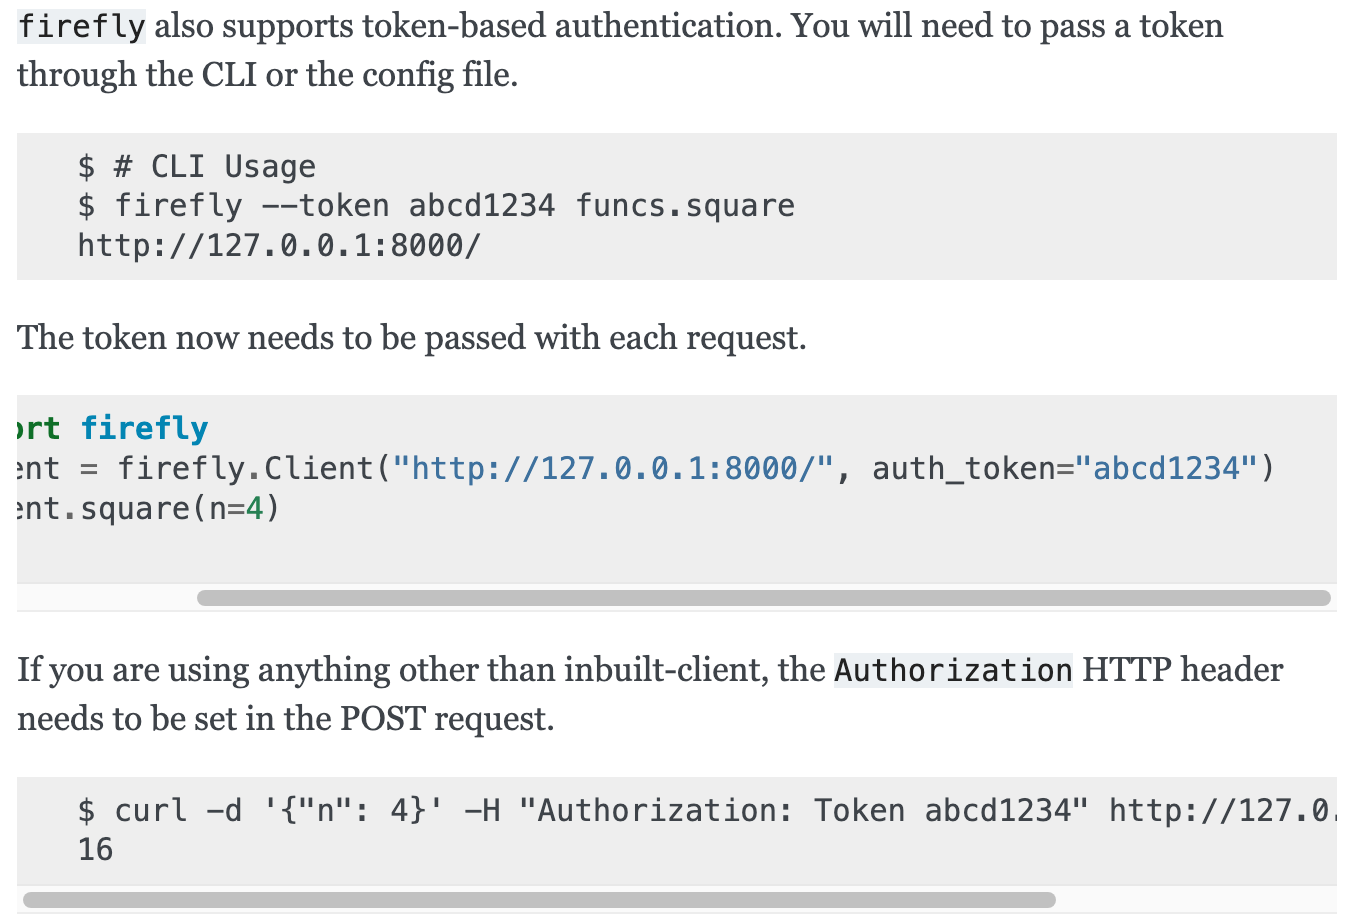 firefly also supports token-based authentication. You will need to pass a token
through the CLI or the config file.
$ # CLI Usage
$ firefly --token abcd1234 funcs.square
http://127.0.0.1:8000/
The token now needs to be passed with each request.
ort firefly
ent = firefly.Client("http://127.0.0.1:8000/", auth_token="abcd1234")
ent.square(n=4)
If you are using anything other than inbuilt-client, the Authorization HTTP header
needs to be set in the POST request.
$ curl -d '{"n": 4}' -H "Authorization: Token abcd1234" http://127.0.
16